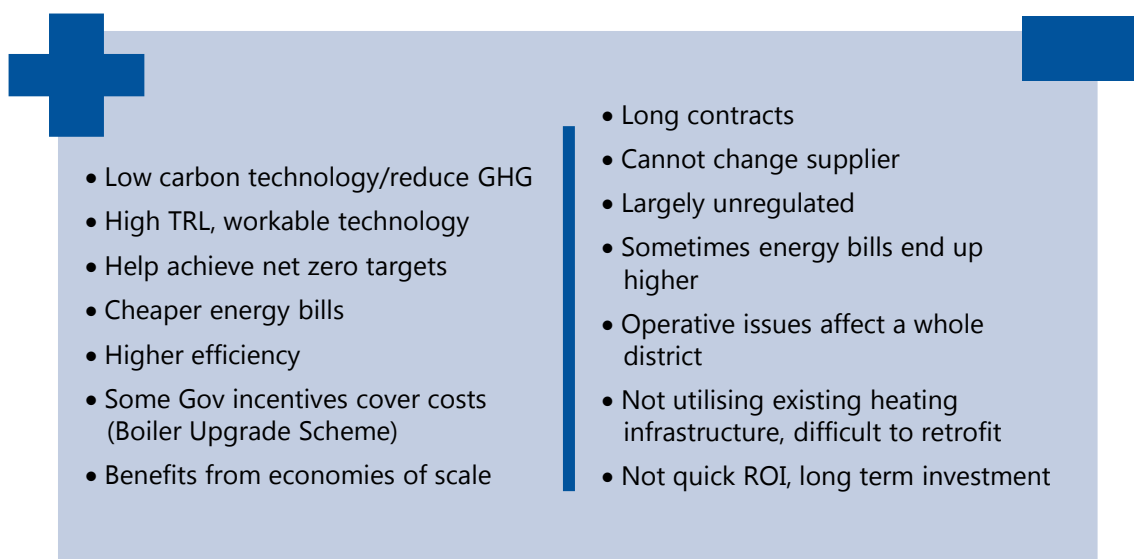 • Low carbon technology/reduce GHG
• High TRL, workable technology
• Help achieve net zero targets
• Cheaper energy bills
• Higher efficiency
• Some Gov incentives cover costs
(Boiler Upgrade Scheme)
• Benefits from economies of scale
• Long contracts
• Cannot change supplier
• Largely unregulated
• Sometimes energy bills end up
higher
• Operative issues affect a whole
district
• Not utilising existing heating
infrastructure, difficult to retrofit
• Not quick ROI, long term investment